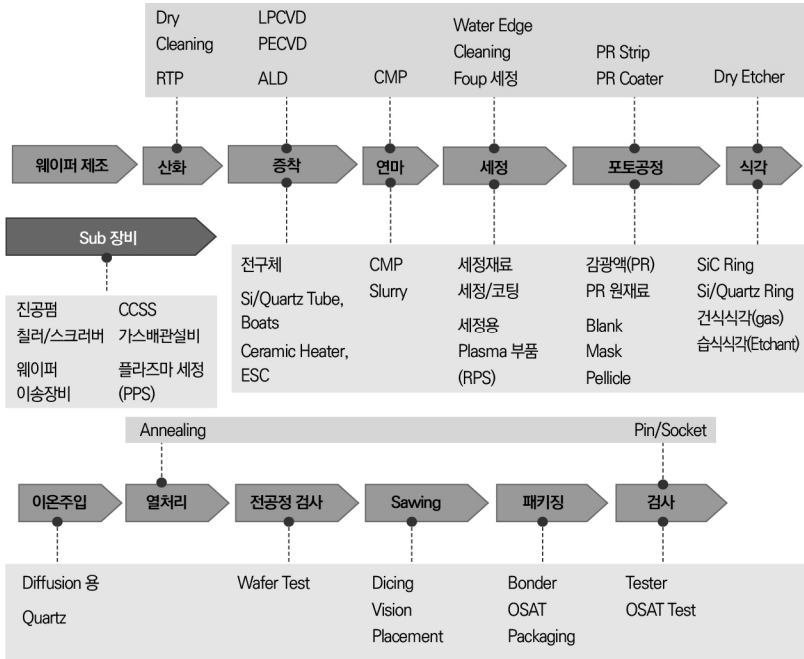 Dry
Cleaning
RTP
LPCVD
PECVD
ALD
CMP
Water Edge
Cleaning
Foup 세정
PR Strip
PR Coater
Dry Etcher
웨이퍼 제조
산화
증착
연마
세정
포토공정
식각
Sub 장비
진공펌
칠러/스크러버
웨이퍼
이송장비
CCSS
가스배관설비
플라즈마 세정
(PPS)
전구체
Si/Quartz Tube,
Boats
Ceramic Heater,
ESC
CMP
Slurry
세정재료
세정/코팅
세정용
Plasma 부품
(RPS)
감광액(PR)
PR 원재료
Blank
Mask
Pellicle
SiC Ring
Si/Quartz Ring
건식식각(gas)
습식식각(Etchant)
Annealing
Pin/Socket
이온주입
열처리
전공정 검사
Sawing
패키징
검사
Diffusion 용
Quartz
Wafer Test
Dicing
Vision
Placement
Bonder
OSAT
Packaging
Tester
OSAT Test